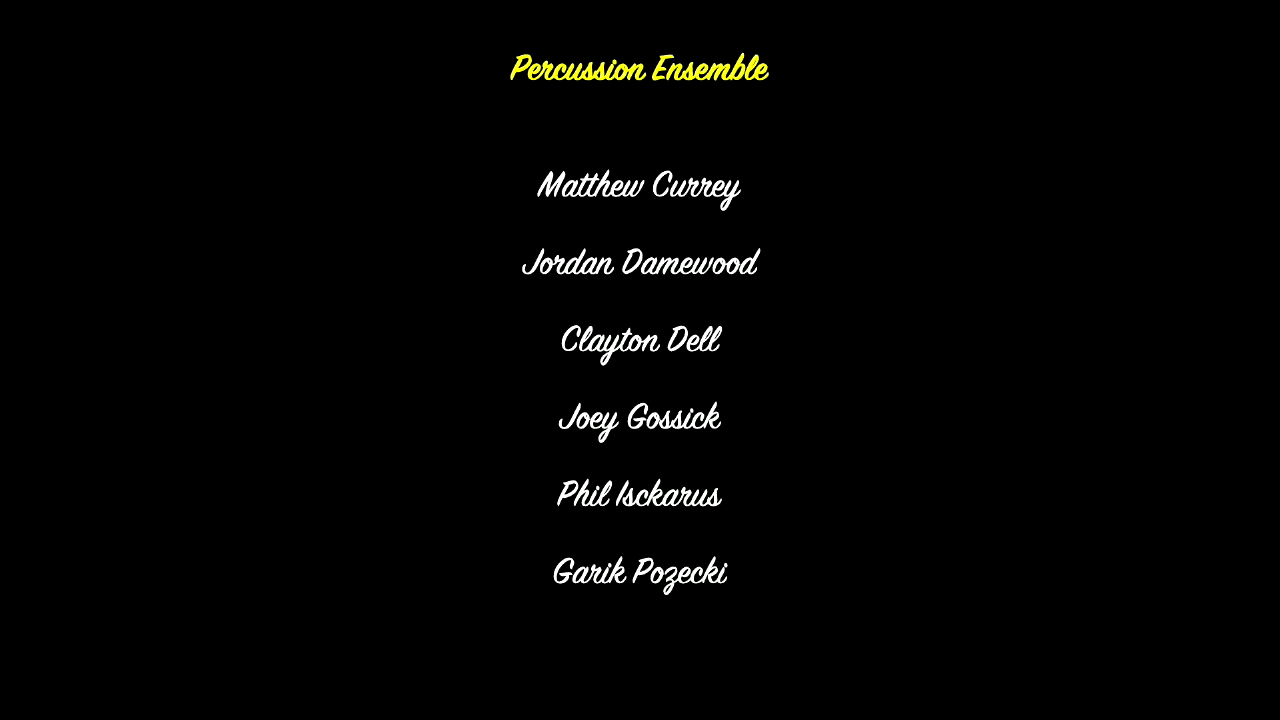 Percussion Ensemble
Matthew Currey
Jordan Damewood
Clayton Dell
Joey Gossick
Phil Isckarus
Garik Pozecki